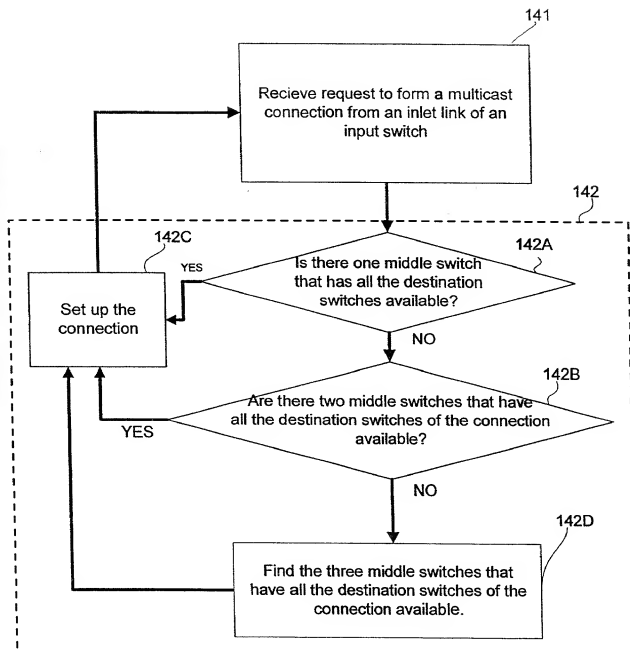 141
Recieve request to form a multicast
connection from an inlet link of an
input switch
142
142C
142A
YES
Is there one middle switch
that has all the destination
switches available?
Set up the
connection
NO
142B
Are there two middle switches that have
all the destination switches of the connection
available?
YES
NO
142D
Find the three middle switches that
have all the destination switches of the
connection available.